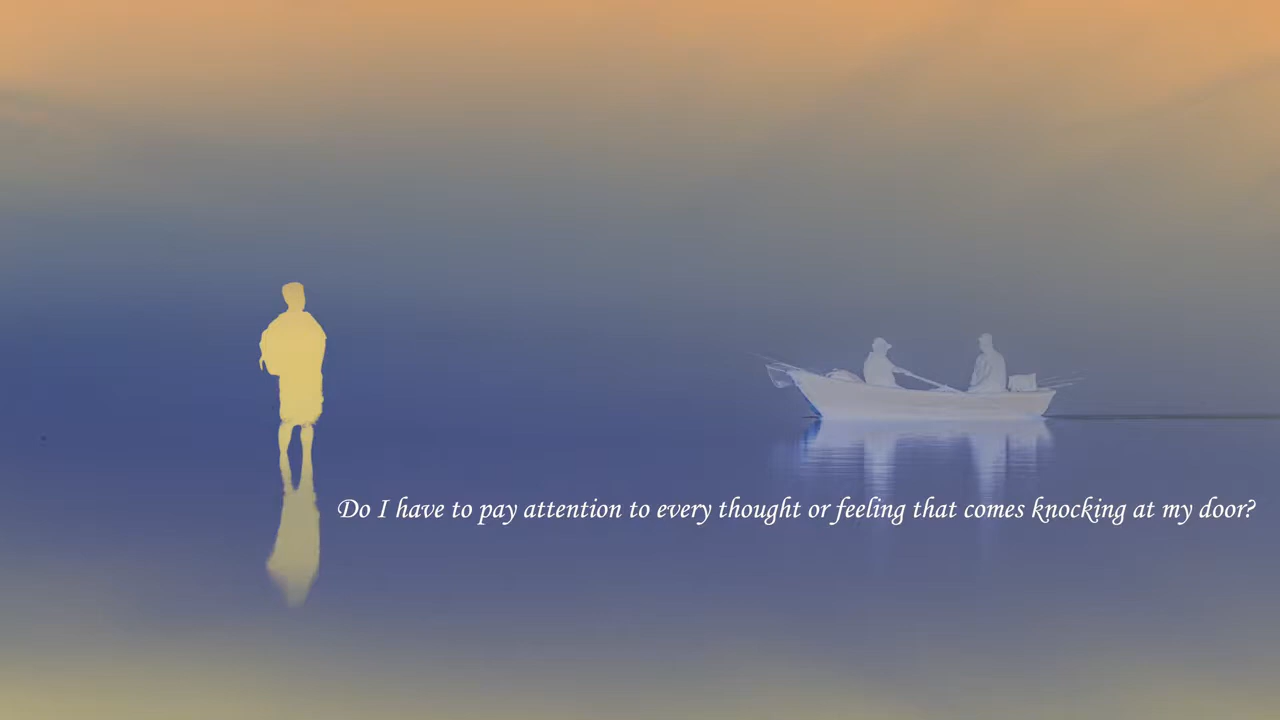 Do I have to pay attention to every thought or feeling that comes knocking at my door?